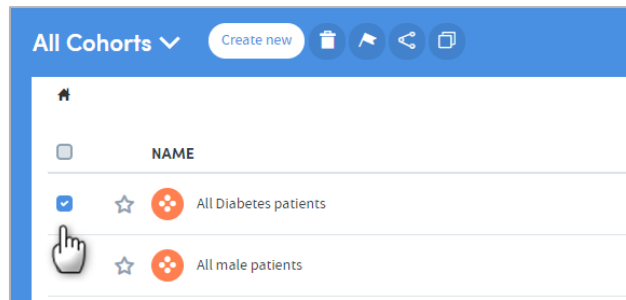 All Cohorts Create new
NAME
All Diabetes patients
All male patients